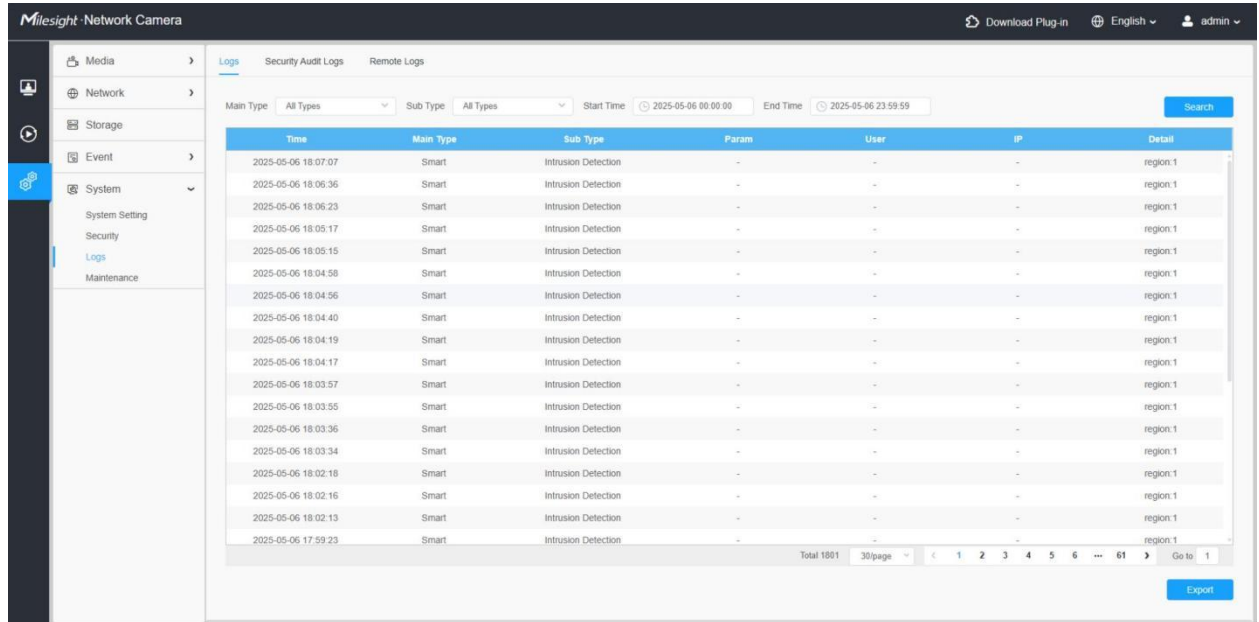 Milesight · Network Camera Download Plug-in English admin
Media Logs Security Audit Logs Remote Logs
Network
Main Type All Types Sub Type All Types Start Time 2025-05-06 00:00:00 End Time 2025-05-06 23:59:59 Search
Storage
Time Main Type Sub Type Param User IP Detail
Event
System
System Setting
Security
Logs
Maintenance
2025-05-06 18:07:07 Smart Intrusion Detection - - - region:1
2025-05-06 18:06:36 Smart Intrusion Detection - - - region:1
2025-05-06 18:06:23 Smart Intrusion Detection - - - region:1
2025-05-06 18:05:17 Smart Intrusion Detection - - - region:1
2025-05-06 18:05:15 Smart Intrusion Detection - - - region:1
2025-05-06 18:04:58 Smart Intrusion Detection - - - region:1
2025-05-06 18:04:56 Smart Intrusion Detection - - - region:1
2025-05-06 18:04:40 Smart Intrusion Detection - - - region:1
2025-05-06 18:04:19 Smart Intrusion Detection - - - region:1
2025-05-06 18:04:17 Smart Intrusion Detection - - - region:1
2025-05-06 18:03:57 Smart Intrusion Detection - - - region:1
2025-05-06 18:03:55 Smart Intrusion Detection - - - region:1
2025-05-06 18:03:36 Smart Intrusion Detection - - - region:1
2025-05-06 18:03:34 Smart Intrusion Detection - - - region:1
2025-05-06 18:02:18 Smart Intrusion Detection - - - region:1
2025-05-06 18:02:16 Smart Intrusion Detection - - - region:1
2025-05-06 18:02:13 Smart Intrusion Detection - - - region:1
2025-05-06 17:59:23 Smart Intrusion Detection - - - region:1
Total 1801 30/page 1 2 3 4 5 6 ••• 61 Go to 1
Export